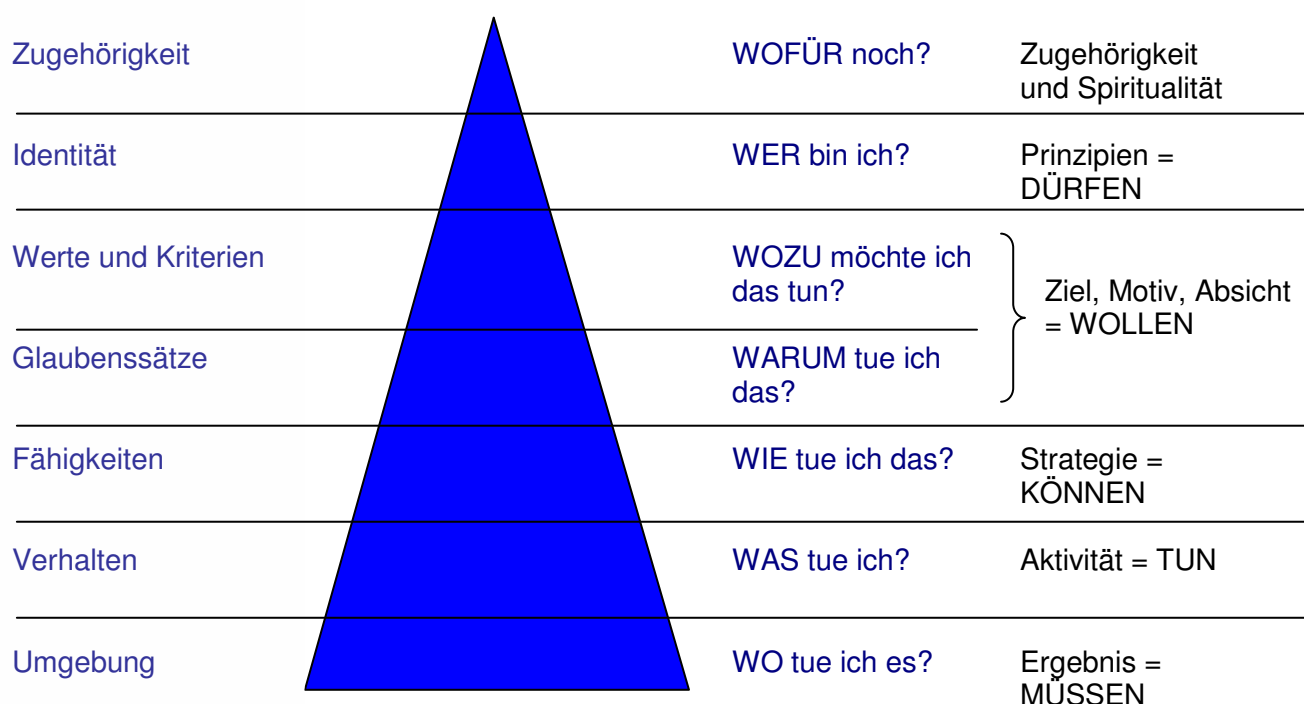 Zugehörigkeit
WOFÜR noch?
Zugehörigkeit
und Spiritualität
Identität
WER bin ich?
Prinzipien =
DÜRFEN
Werte und Kriterien
WOZU möchte ich
das tun?
Ziel, Motiv, Absicht
= WOLLEN
Glaubenssätze
WARUM tue ich
das?
Fähigkeiten
WIE tue ich das?
Strategie =
KÖNNEN
Verhalten
WAS tue ich?
Aktivität = TUN
Umgebung
WO tue ich es?
Ergebnis =
MÜSSEN